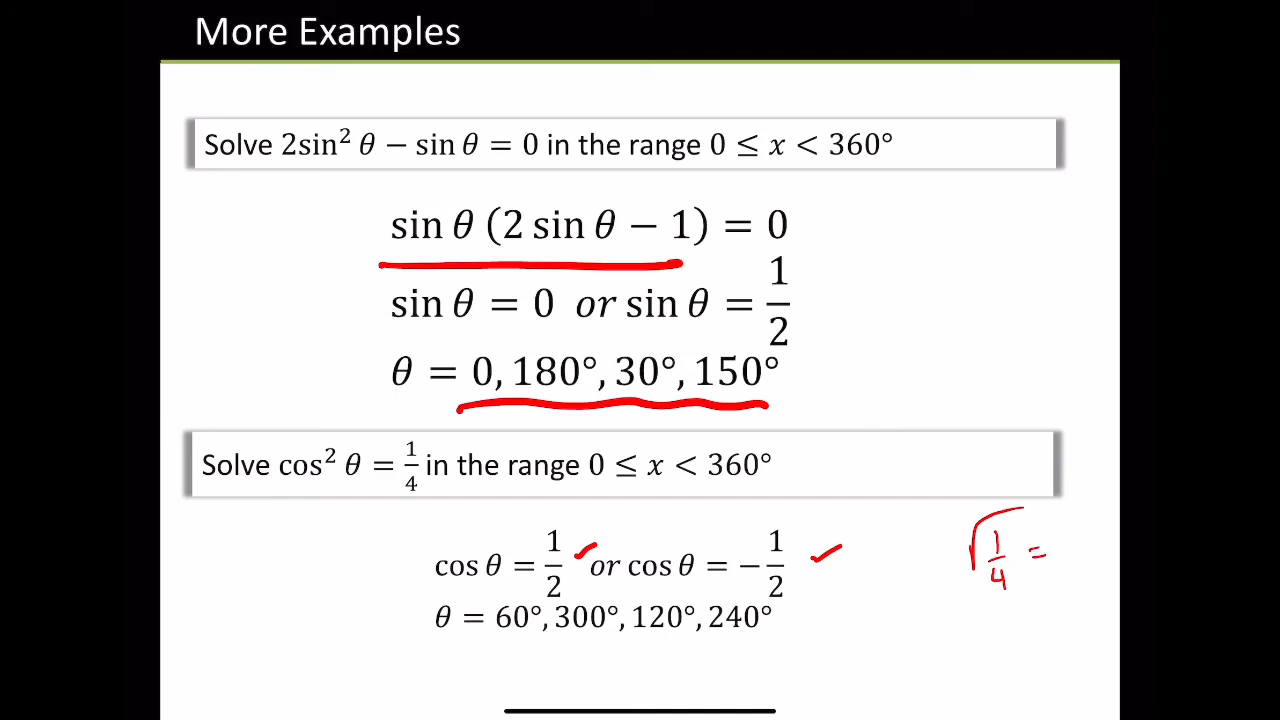 More Examples
Solve 2sin² θ − sin θ = 0 in the range 0 ≤ x < 360°
sin θ (2 sin θ − 1) = 0
sin θ = 0 or sin θ = 1/2
θ = 0, 180°, 30°, 150°
Solve cos² θ = 1/4 in the range 0 ≤ x < 360°
cos θ = 1/2 or cos θ = − 1/2
√1/4 =
θ = 60°, 300°, 120°, 240°